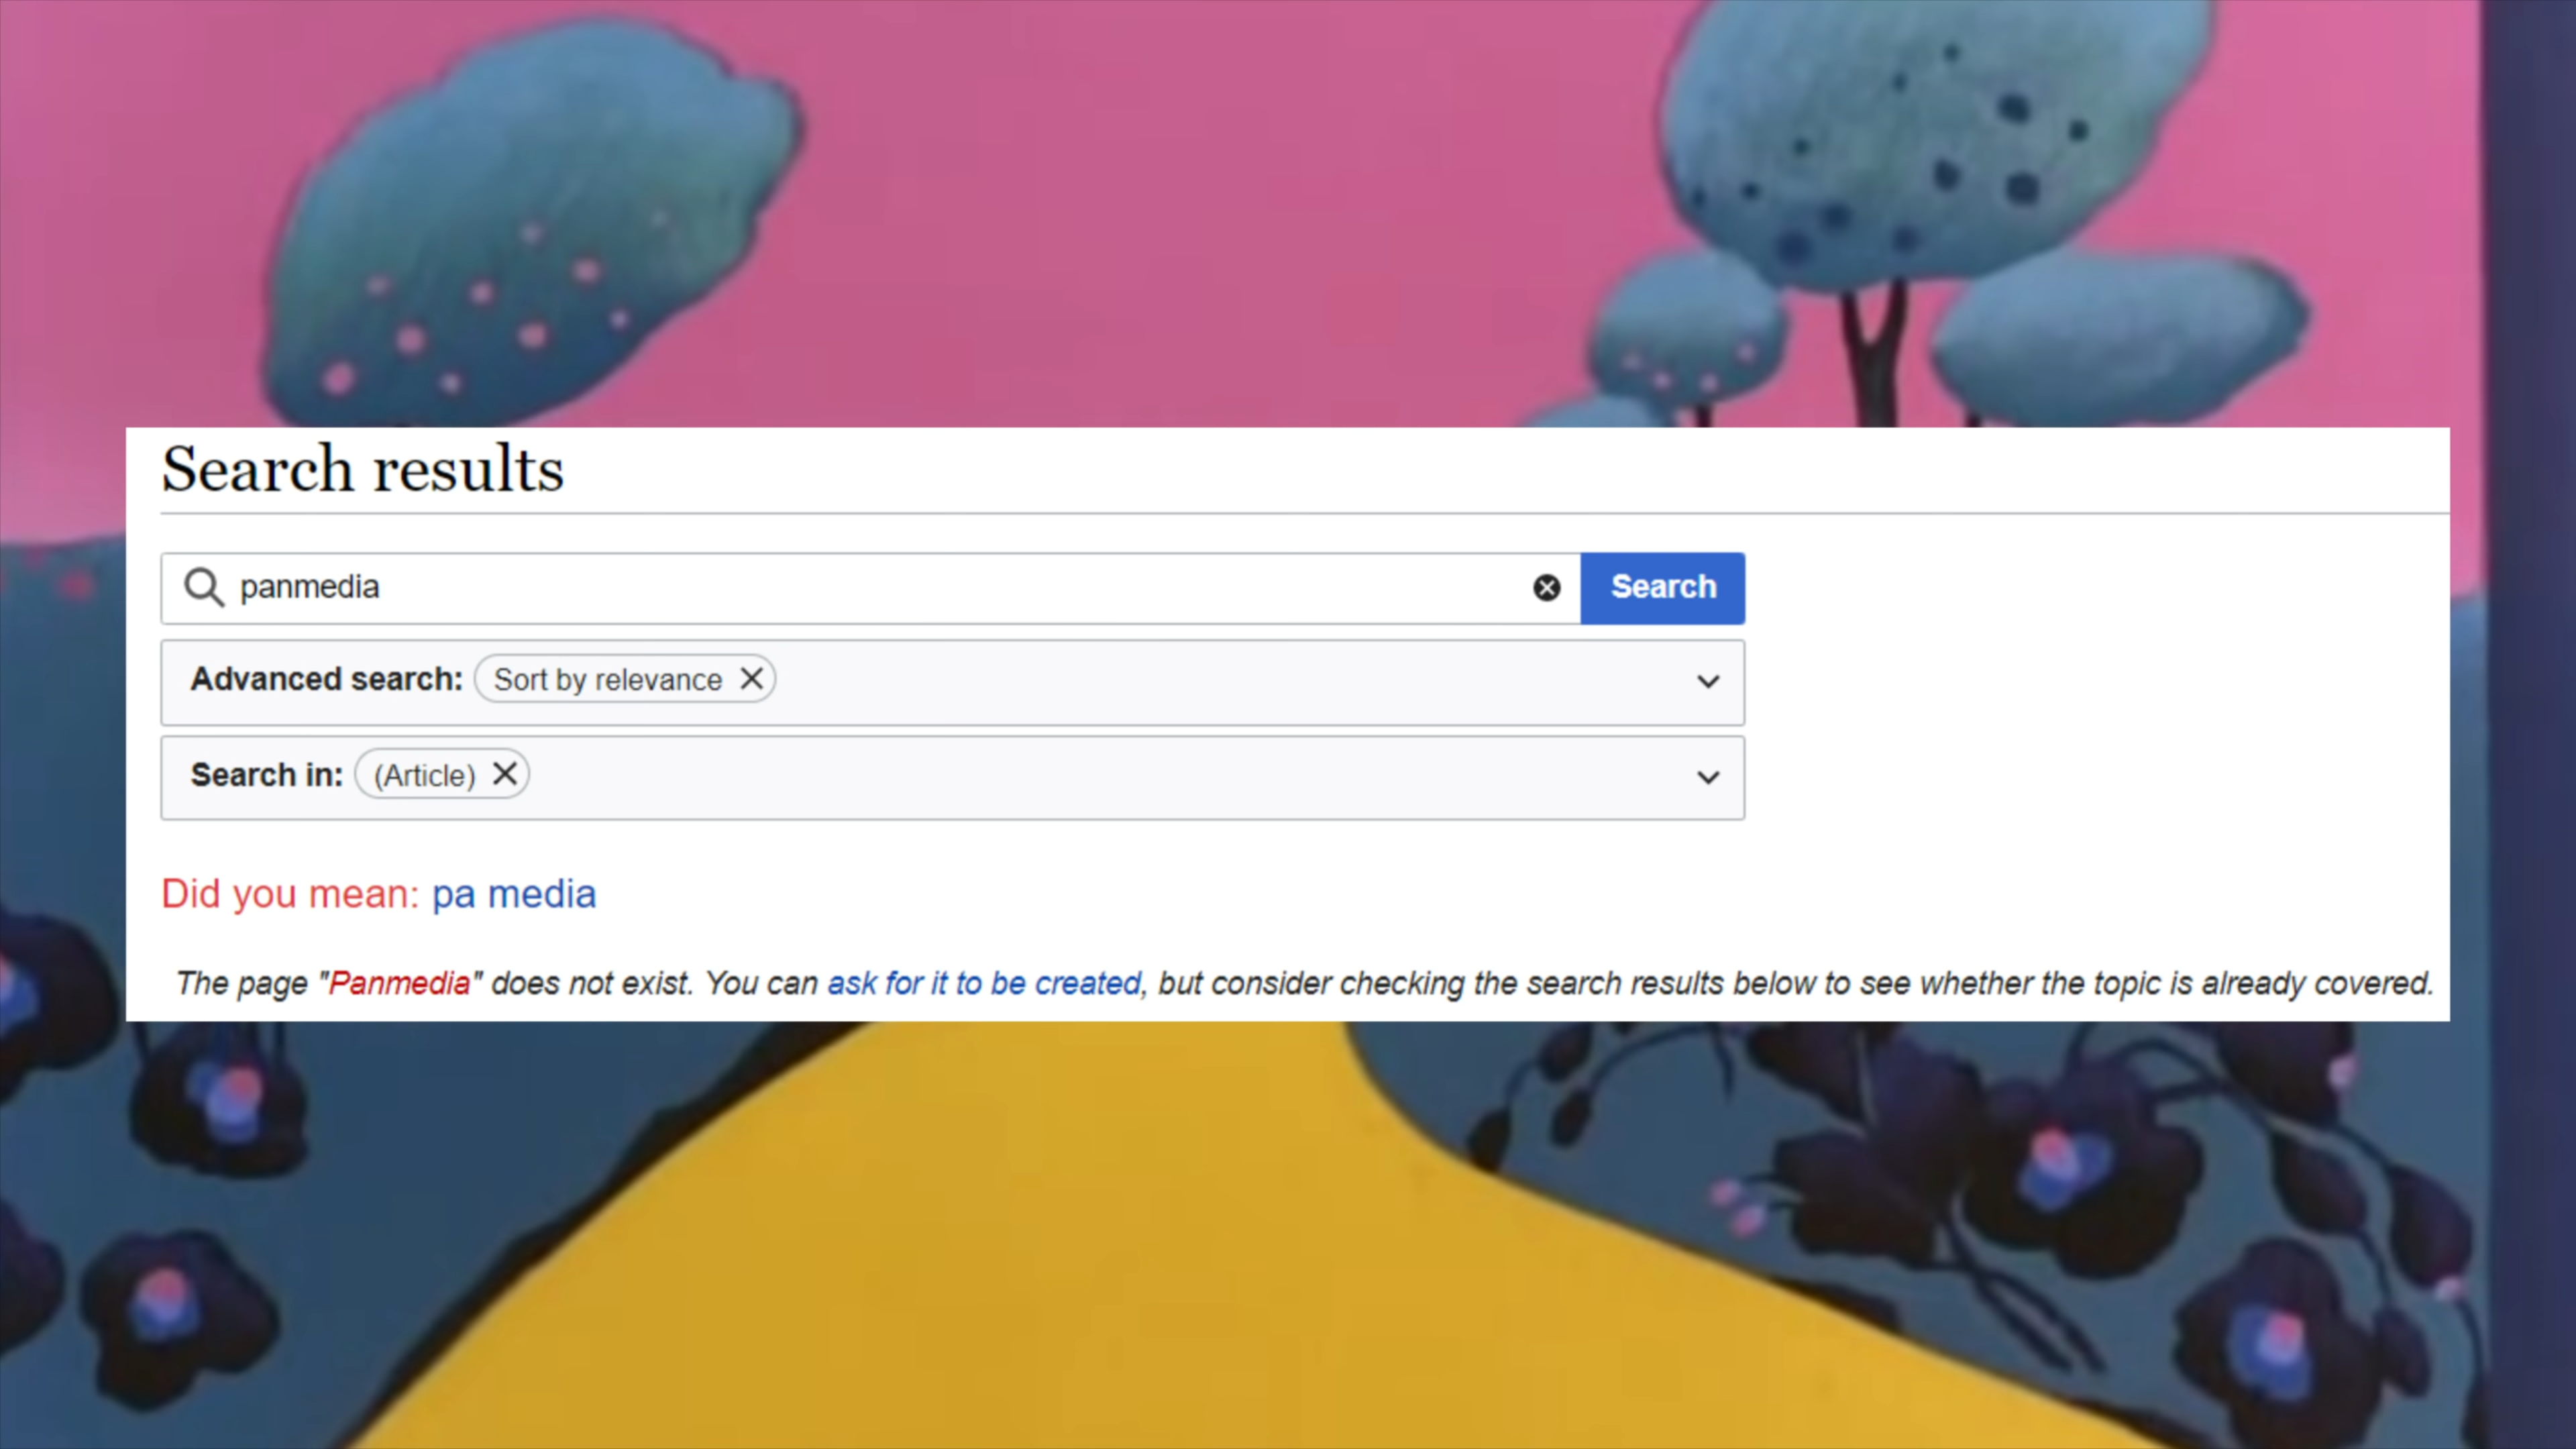 Search results
panmedia
Search
Advanced search: Sort by relevance
Search in: (Article)
Did you mean: pa media
The page "Panmedia" does not exist. You can ask for it to be created, but consider checking the search results below to see whether the topic is already covered.